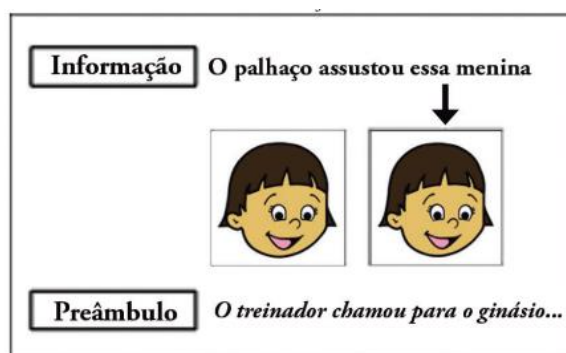 Informação O palhaço assustou essa menina
Preâmbulo O treinador chamou para o ginásio...